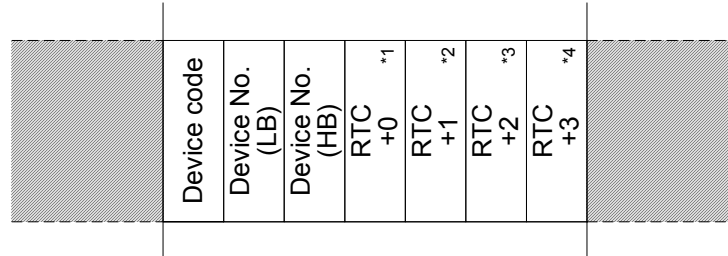 Device code
Device No.
(LB)
Device No.
(HB)
RTC
+0
*1
RTC
+1
*2
RTC
+2
*3
RTC
+3
*4